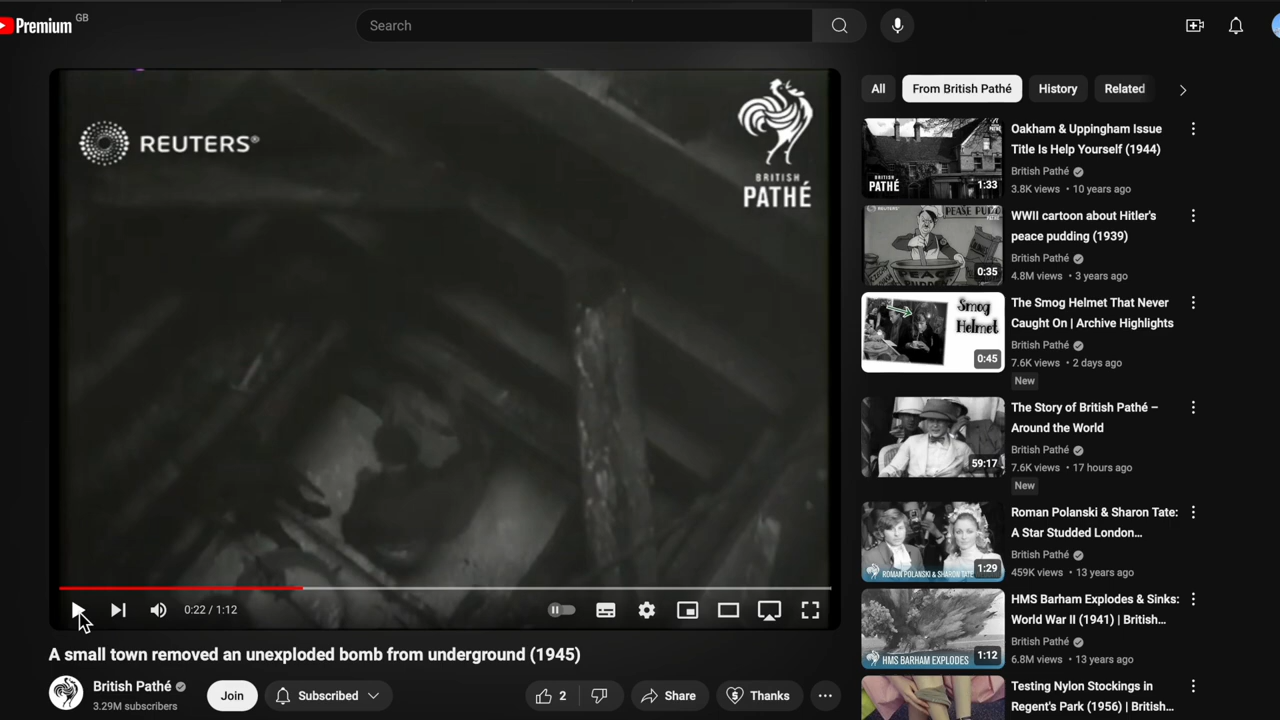 Premium GB
Search
REUTERS®
BRITISH
PATHÉ
0:22 / 1:12
A small town removed an unexploded bomb from underground (1945)
British Pathé
3.29M subscribers
Join
Subscribed
2
Share
Thanks
All
From British Pathé
History
Related
BRITISH
PATHÉ
1:33
Oakham & Uppingham Issue
Title Is Help Yourself (1944)
British Pathé
3.8K views • 10 years ago
REUTERS
PEASE PUDG
PEACE
0:35
WWII cartoon about Hitler's
peace pudding (1939)
British Pathé
4.8M views • 3 years ago
Smog
Helmet
0:45
The Smog Helmet That Never
Caught On | Archive Highlights
British Pathé
7.6K views • 2 days ago
New
59:17
The Story of British Pathé –
Around the World
British Pathé
7.6K views • 17 hours ago
New
ROMAN POLANSKI & SHARON TATE
1:29
Roman Polanski & Sharon Tate:
A Star Studded London...
British Pathé
459K views • 13 years ago
HMS BARHAM EXPLODES
1:12
HMS Barham Explodes & Sinks:
World War II (1941) | British...
British Pathé
6.8M views • 13 years ago
Testing Nylon Stockings in
Regent's Park (1956) | British...